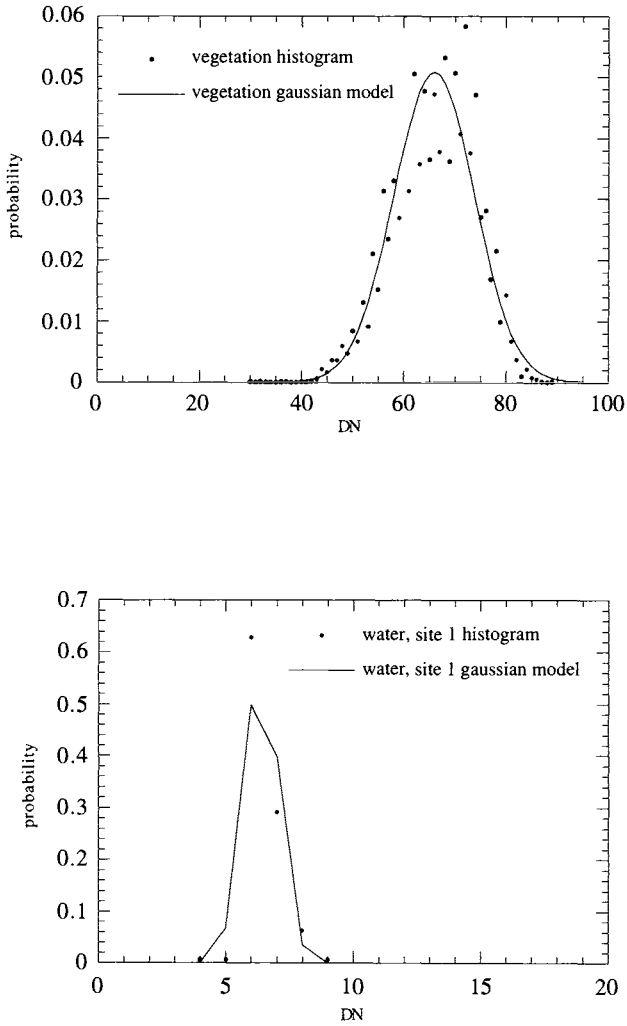 0.06
vegetation histogram
0.05
vegetation gaussian model
0.04
0.03
0.02
0.01
0
probability
0 20 40 60 80 100
DN
0.7
water, site 1 histogram
0.6
water, site 1 gaussian model
0.5
0.4
0.3
0.2
0.1
0
probability
0 5 10 15 20
DN